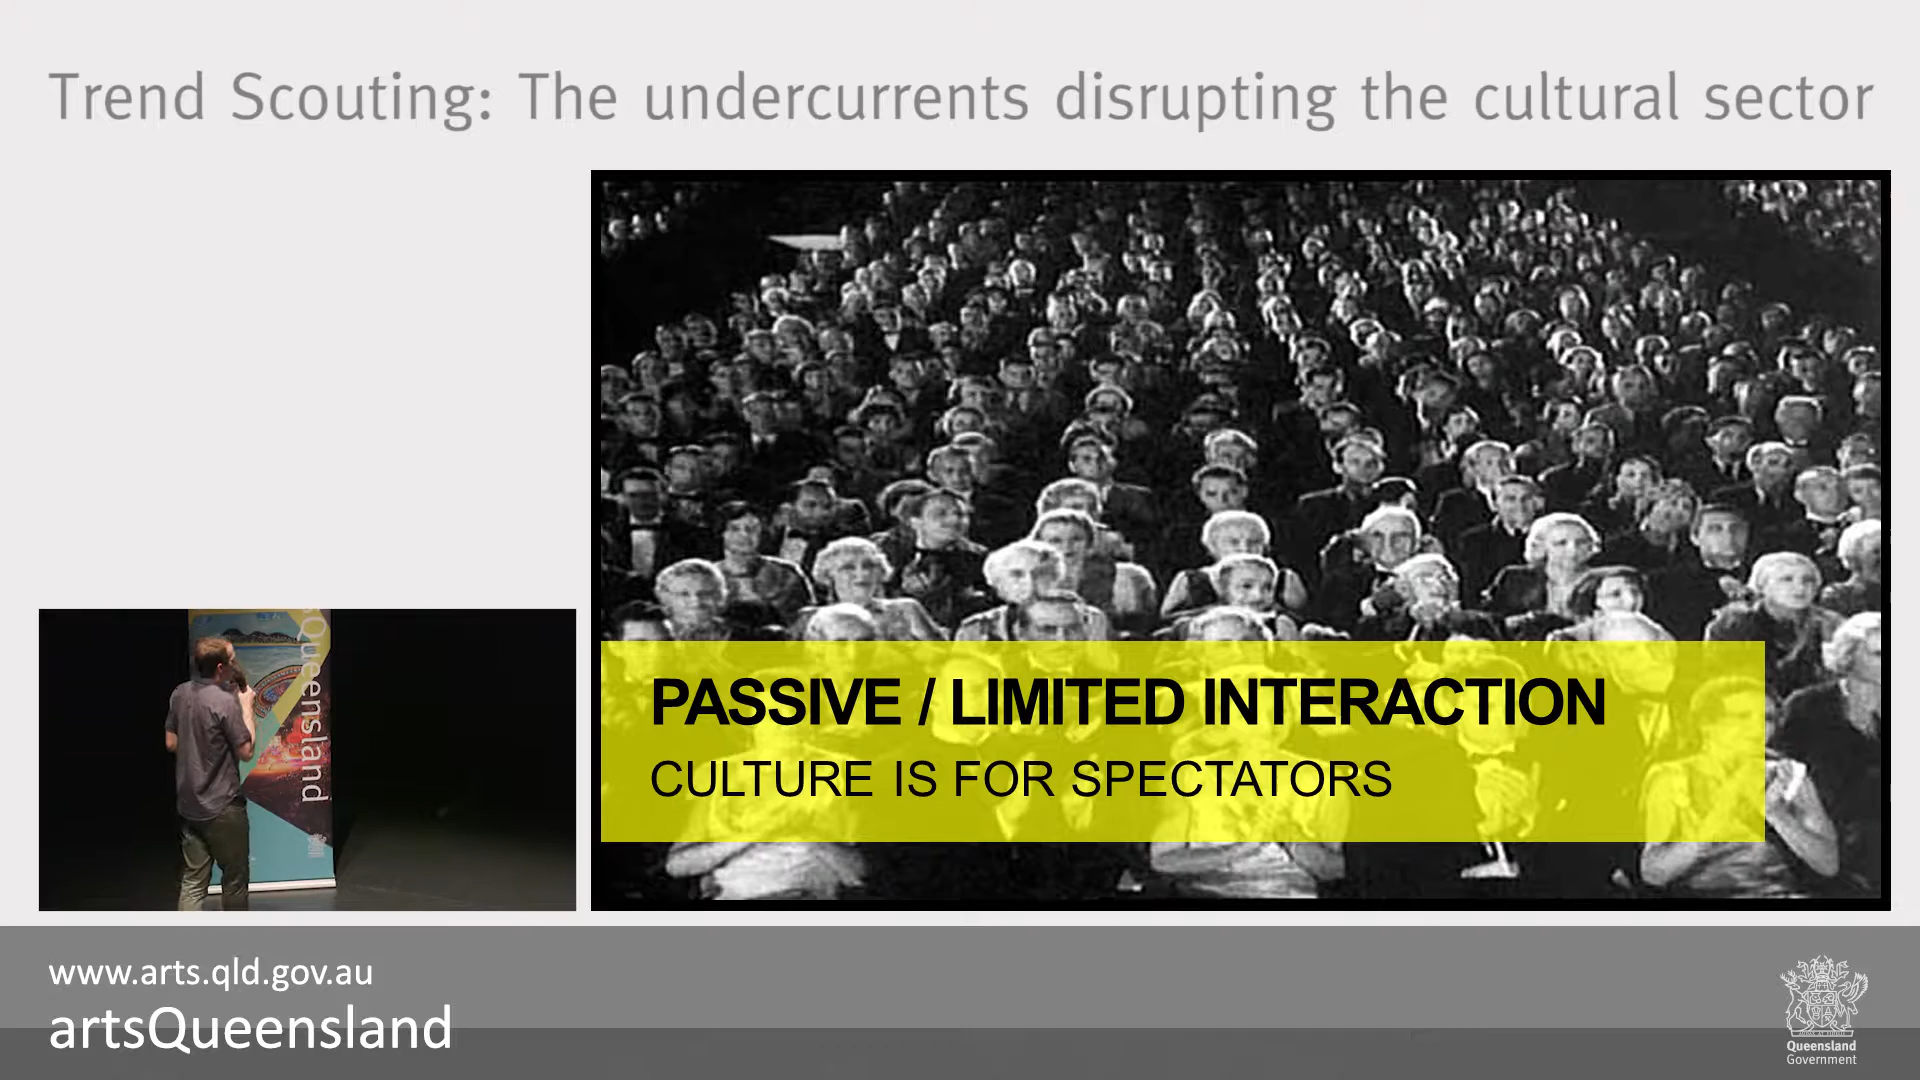 Trend Scouting: The undercurrents disrupting the cultural sector
PASSIVE / LIMITED INTERACTION
CULTURE IS FOR SPECTATORS
Queensland
www.arts.qld.gov.au
artsQueensland
Queensland
Government